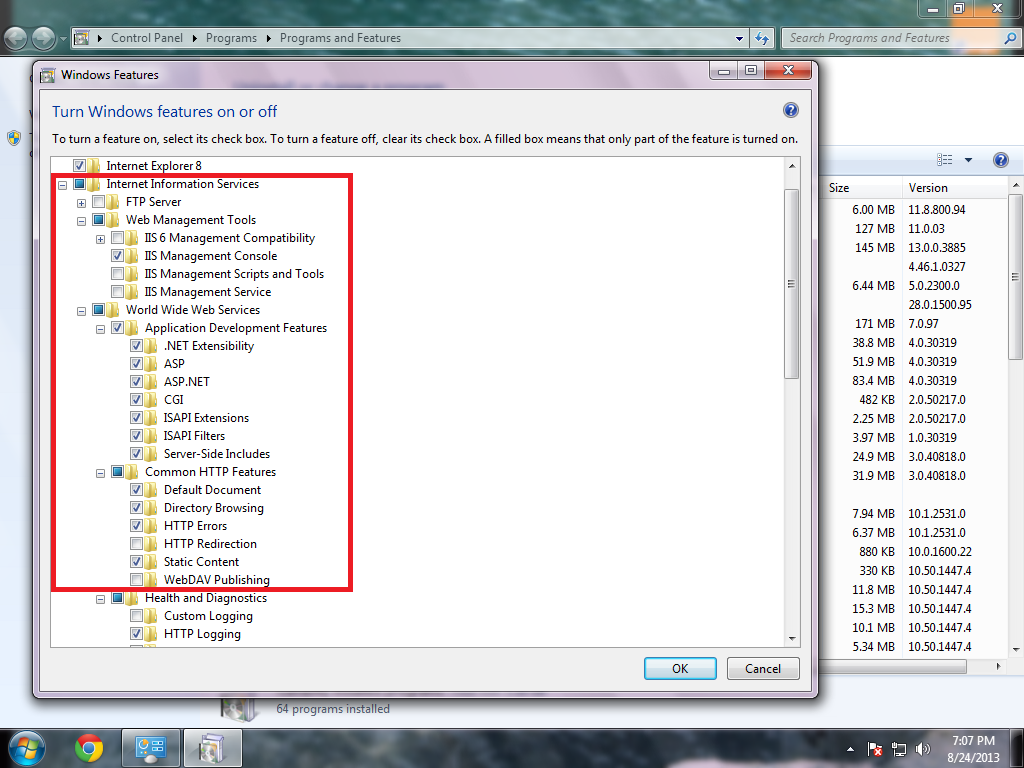 Control Panel
Programs
Programs and Features
Search Programs and Features
Windows Features
Turn Windows features on or off
To turn a feature on, select its check box. To turn a feature off, clear its check box. A filled box means that only part of the feature is turned on.
Internet Explorer 8
Internet Information Services
FTP Server
Web Management Tools
IIS 6 Management Compatibility
IIS Management Console
IIS Management Scripts and Tools
IIS Management Service
World Wide Web Services
Application Development Features
.NET Extensibility
ASP
ASP.NET
CGI
ISAPI Extensions
ISAPI Filters
Server-Side Includes
Common HTTP Features
Default Document
Directory Browsing
HTTP Errors
HTTP Redirection
Static Content
WebDAV Publishing
Health and Diagnostics
Custom Logging
HTTP Logging
OK
Cancel
Size Version
6.00 MB 11.8.800.94
127 MB 11.0.03
145 MB 13.0.0.3885
4.46.1.0327
6.44 MB 5.0.2300.0
28.0.1500.95
171 MB 7.0.97
38.8 MB 4.0.30319
51.9 MB 4.0.30319
83.4 MB 4.0.30319
482 KB 2.0.50217.0
2.25 MB 2.0.50217.0
3.97 MB 1.0.30319
24.9 MB 3.0.40818.0
31.9 MB 3.0.40818.0
7.94 MB 10.1.2531.0
6.37 MB 10.1.2531.0
880 KB 10.0.1600.22
330 KB 10.50.1447.4
11.8 MB 10.50.1447.4
15.3 MB 10.50.1447.4
10.1 MB 10.50.1447.4
5.34 MB 10.50.1447.4
64 programs installed
7:07 PM
8/24/2013